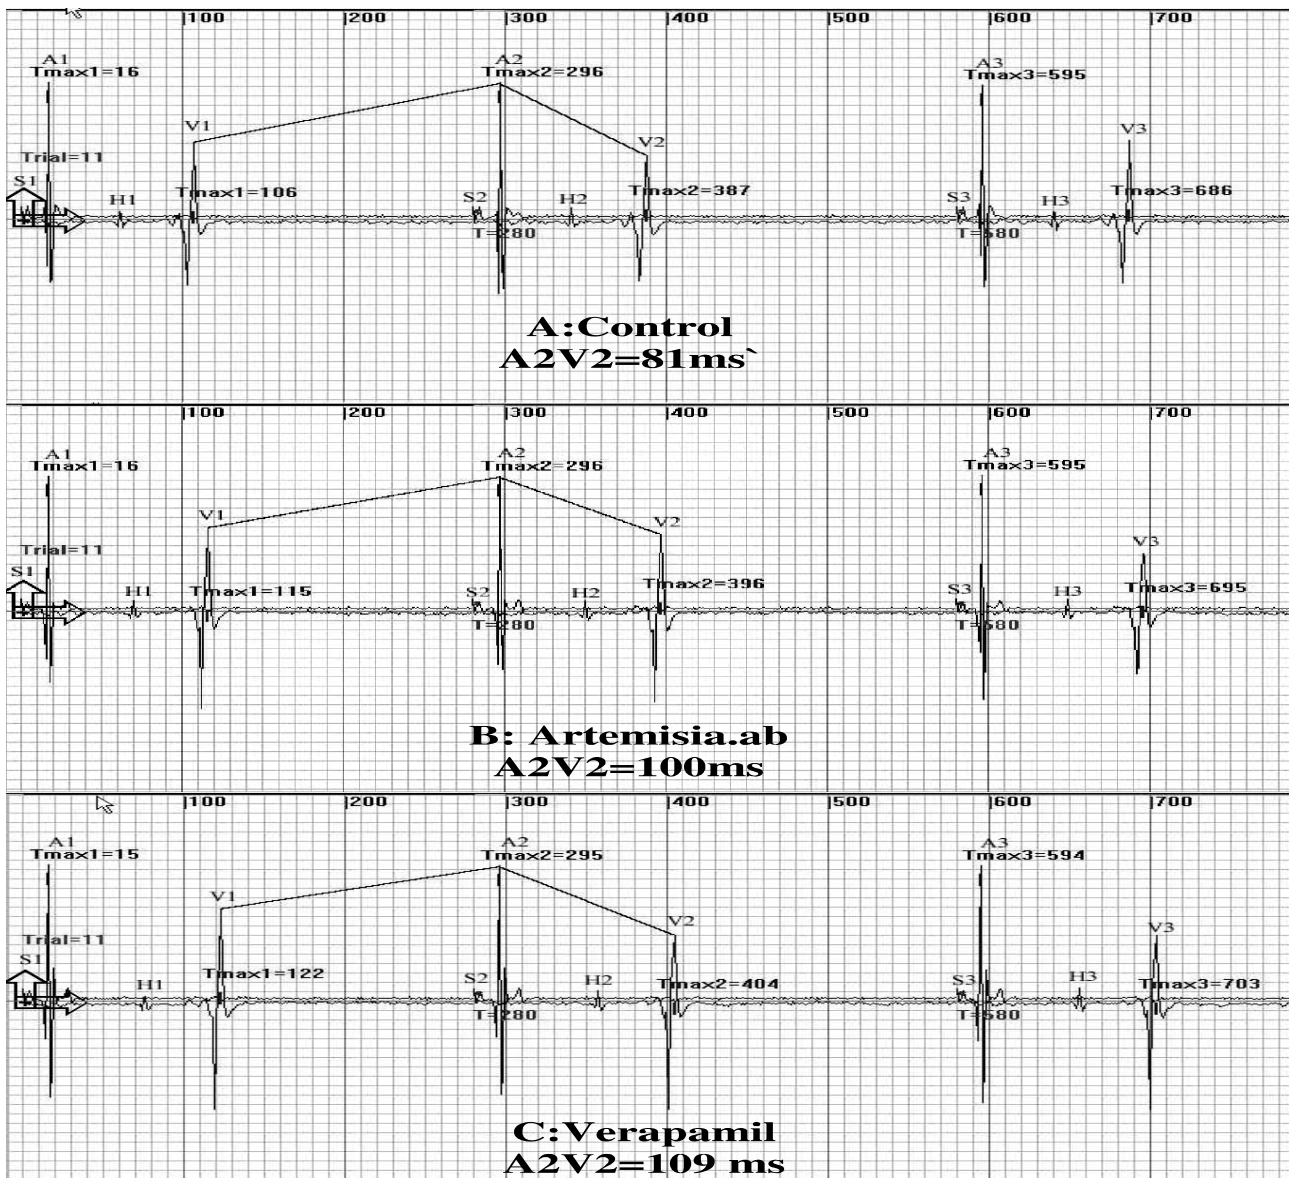 |100 |200 |300 |400 |500 |600 |700
A1 A2 A3
Tmax1=16 Tmax2=296 Tmax3=595
V1 V2 V3
Trial=11
S1 H1 Tmax1=106 S2 H2 Tmax2=387 S3 H3 Tmax3=686
T=280 T=580
A:Control
A2V2=81ms`
|100 |200 |300 |400 |500 |600 |700
A1 A2 A3
Tmax1=16 Tmax2=296 Tmax3=595
V1 V2 V3
Trial=11
S1 H1 Tmax1=115 S2 H2 Tmax2=396 S3 H3 Tmax3=695
T=280 T=580
B: Artemisia.ab
A2V2=100ms
|100 |200 |300 |400 |500 |600 |700
A1 A2 A3
Tmax1=15 Tmax2=295 Tmax3=594
V1 V2 V3
Trial=11
S1 H1 Tmax1=122 S2 H2 Tmax2=404 S3 H3 Tmax3=703
T=280 T=580
C:Verapamil
A2V2=109 ms